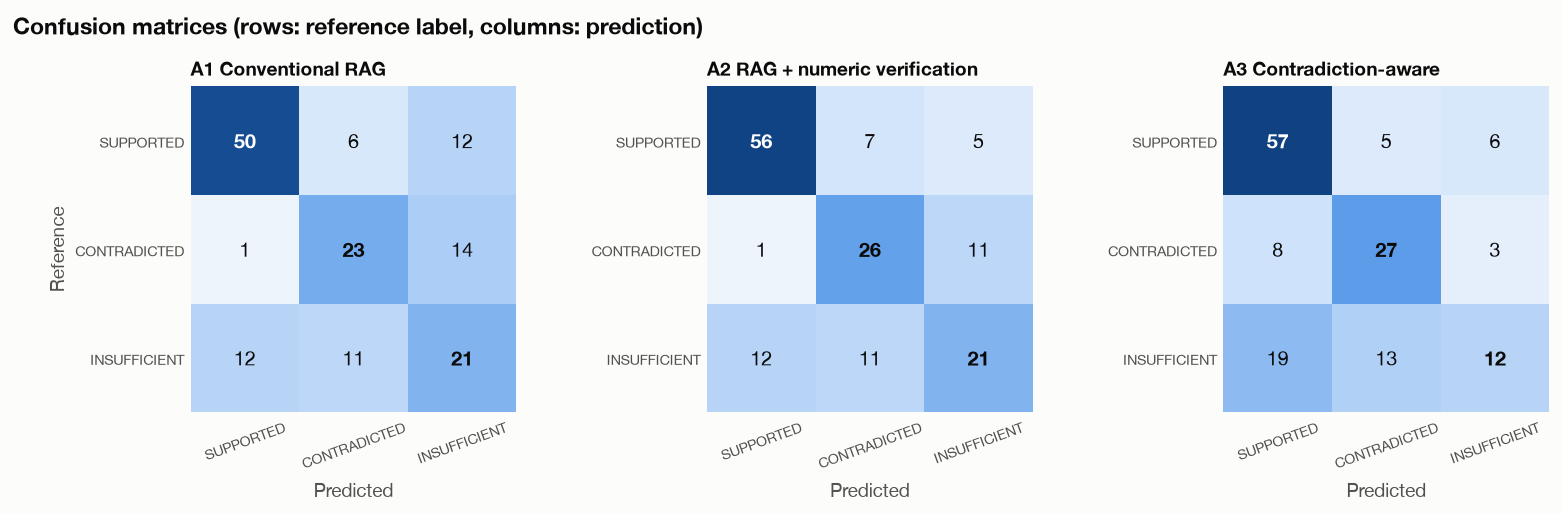 Confusion matrices (rows: reference label, columns: prediction)
A1 Conventional RAG
A2 RAG + numeric verification
A3 Contradiction-aware
Reference
SUPPORTED 50 6 12
CONTRADICTED 1 23 14
INSUFFICIENT 12 11 21
SUPPORTED CONTRADICTED INSUFFICIENT
Predicted
SUPPORTED 56 7 5
CONTRADICTED 1 26 11
INSUFFICIENT 12 11 21
SUPPORTED CONTRADICTED INSUFFICIENT
Predicted
SUPPORTED 57 5 6
CONTRADICTED 8 27 3
INSUFFICIENT 19 13 12
SUPPORTED CONTRADICTED INSUFFICIENT
Predicted